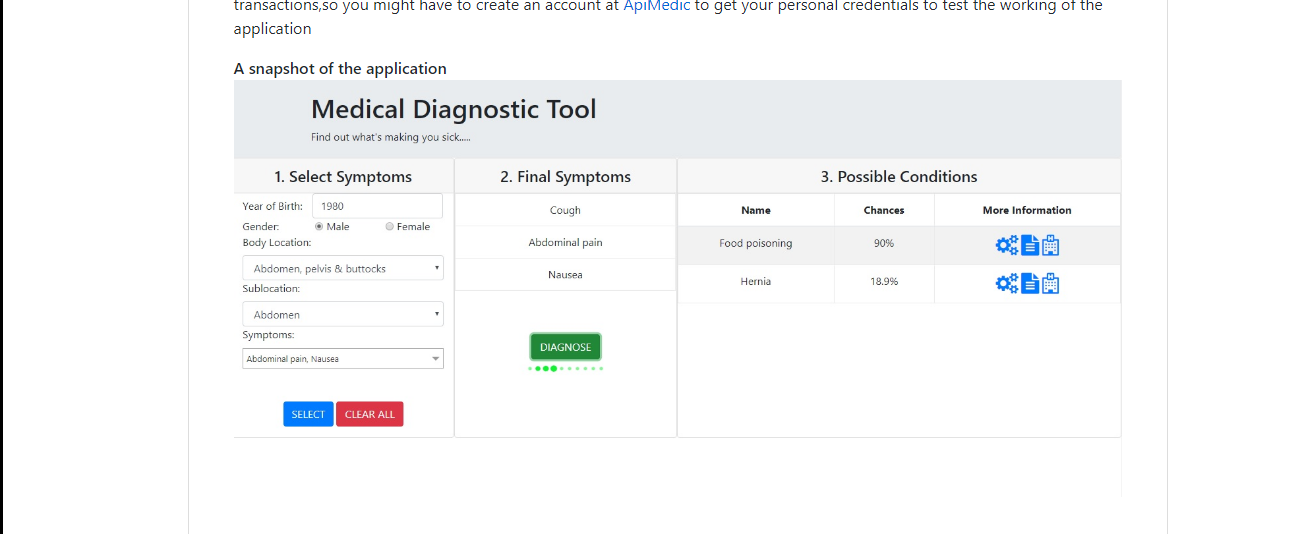 transactions,so you might have to create an account at ApiMedic to get your personal credentials to test the working of the
application
A snapshot of the application
Medical Diagnostic Tool
Find out what's making you sick.....
1. Select Symptoms
Year of Birth: 1980
Gender: Male Female
Body Location:
Abdomen, pelvis & buttocks
Sublocation:
Abdomen
Symptoms:
Abdominal pain, Nausea
SELECT CLEAR ALL
2. Final Symptoms
Cough
Abdominal pain
Nausea
DIAGNOSE
3. Possible Conditions
Name Chances More Information
Food poisoning 90%
Hernia 18.9%